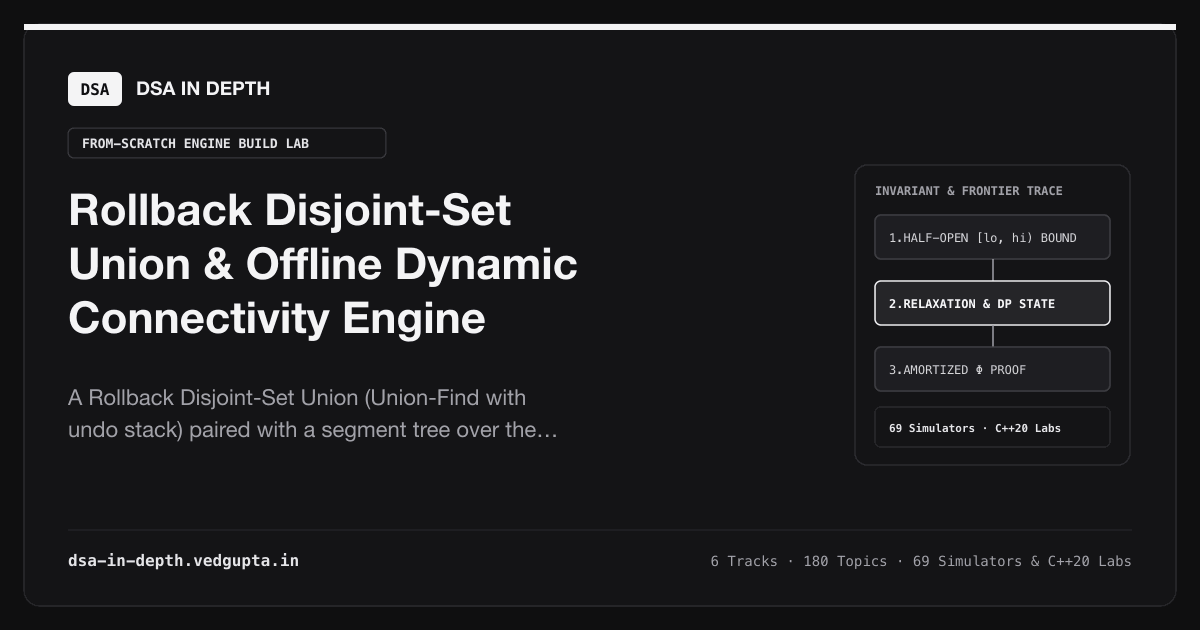 DSA
DSA IN DEPTH
FROM–SCRATCH ENGINE BUILD LAB
Rollback Disjoint-Set
Union & Offline Dynamic
Connectivity Engine
A Rollback Disjoint-Set Union (Union-Find with
undo stack) paired with a segment tree over the…
INVARIANT & FRONTIER TRACE
1.HALF–OPEN [lo, hi) BOUND
2.RELAXATION & DP STATE
3.AMORTIZED Φ PROOF
69 Simulators · C++20 Labs
dsa–in–depth.vedgupta.in
6 Tracks · 180 Topics · 69 Simulators & C++20 Labs